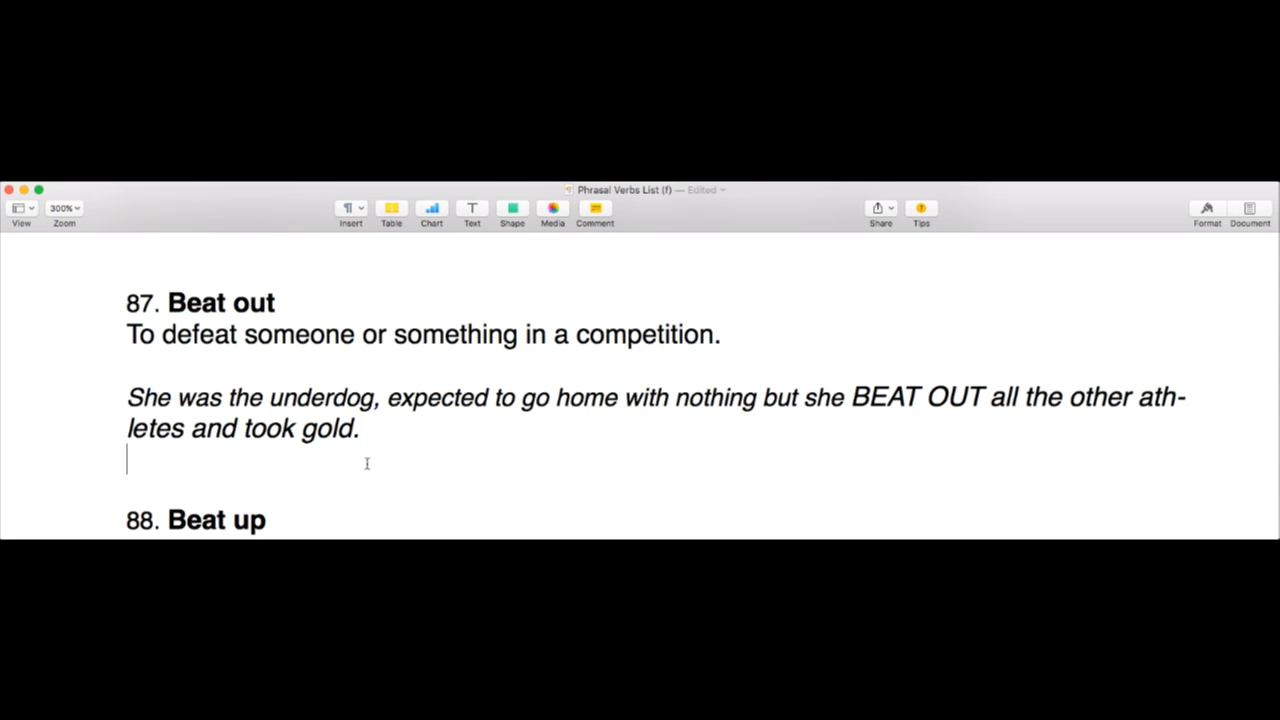 Phrasal Verbs List (f) — Edited
300%
View Zoom Insert Table Chart Text Shape Media Comment Share Tips Format Document
87. Beat out
To defeat someone or something in a competition.
She was the underdog, expected to go home with nothing but she BEAT OUT all the other ath-
letes and took gold.
88. Beat up